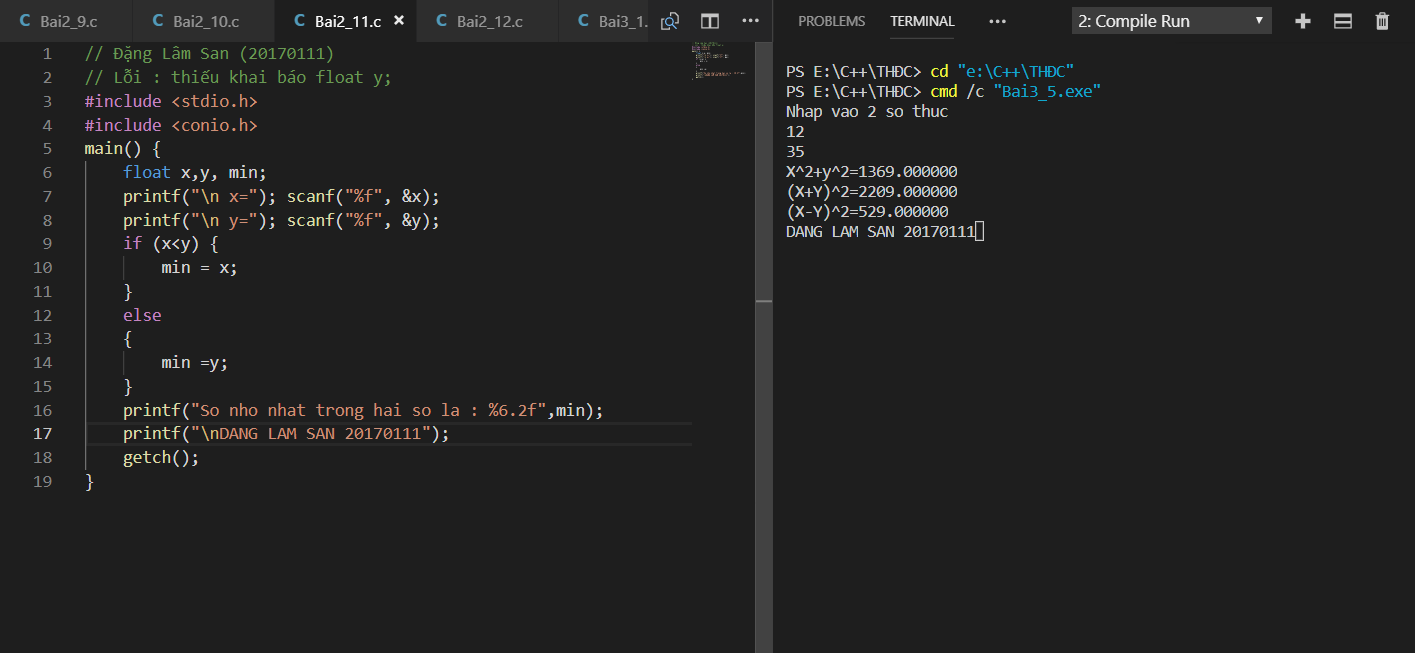 C Bai2_9.c C Bai2_10.c C Bai2_11.c × C Bai2_12.c C Bai3_1.
1 // Đặng Lâm San (20170111)
2 // Lỗi : thiếu khai báo float y;
3 #include <stdio.h>
4 #include <conio.h>
5 main() {
6 float x,y, min;
7 printf("\n x="); scanf("%f", &x);
8 printf("\n y="); scanf("%f", &y);
9 if (x<y) {
10 min = x;
11 }
12 else
13 {
14 min =y;
15 }
16 printf("So nho nhat trong hai so la : %6.2f",min);
17 printf("\nDANG LAM SAN 20170111");
18 getch();
19 }
PROBLEMS TERMINAL ••• 2: Compile Run
PS E:\C++\THĐC> cd "e:\C++\THĐC"
PS E:\C++\THĐC> cmd /c "Bai3_5.exe"
Nhap vao 2 so thuc
12
35
X^2+y^2=1369.000000
(X+Y)^2=2209.000000
(X-Y)^2=529.000000
DANG LAM SAN 20170111